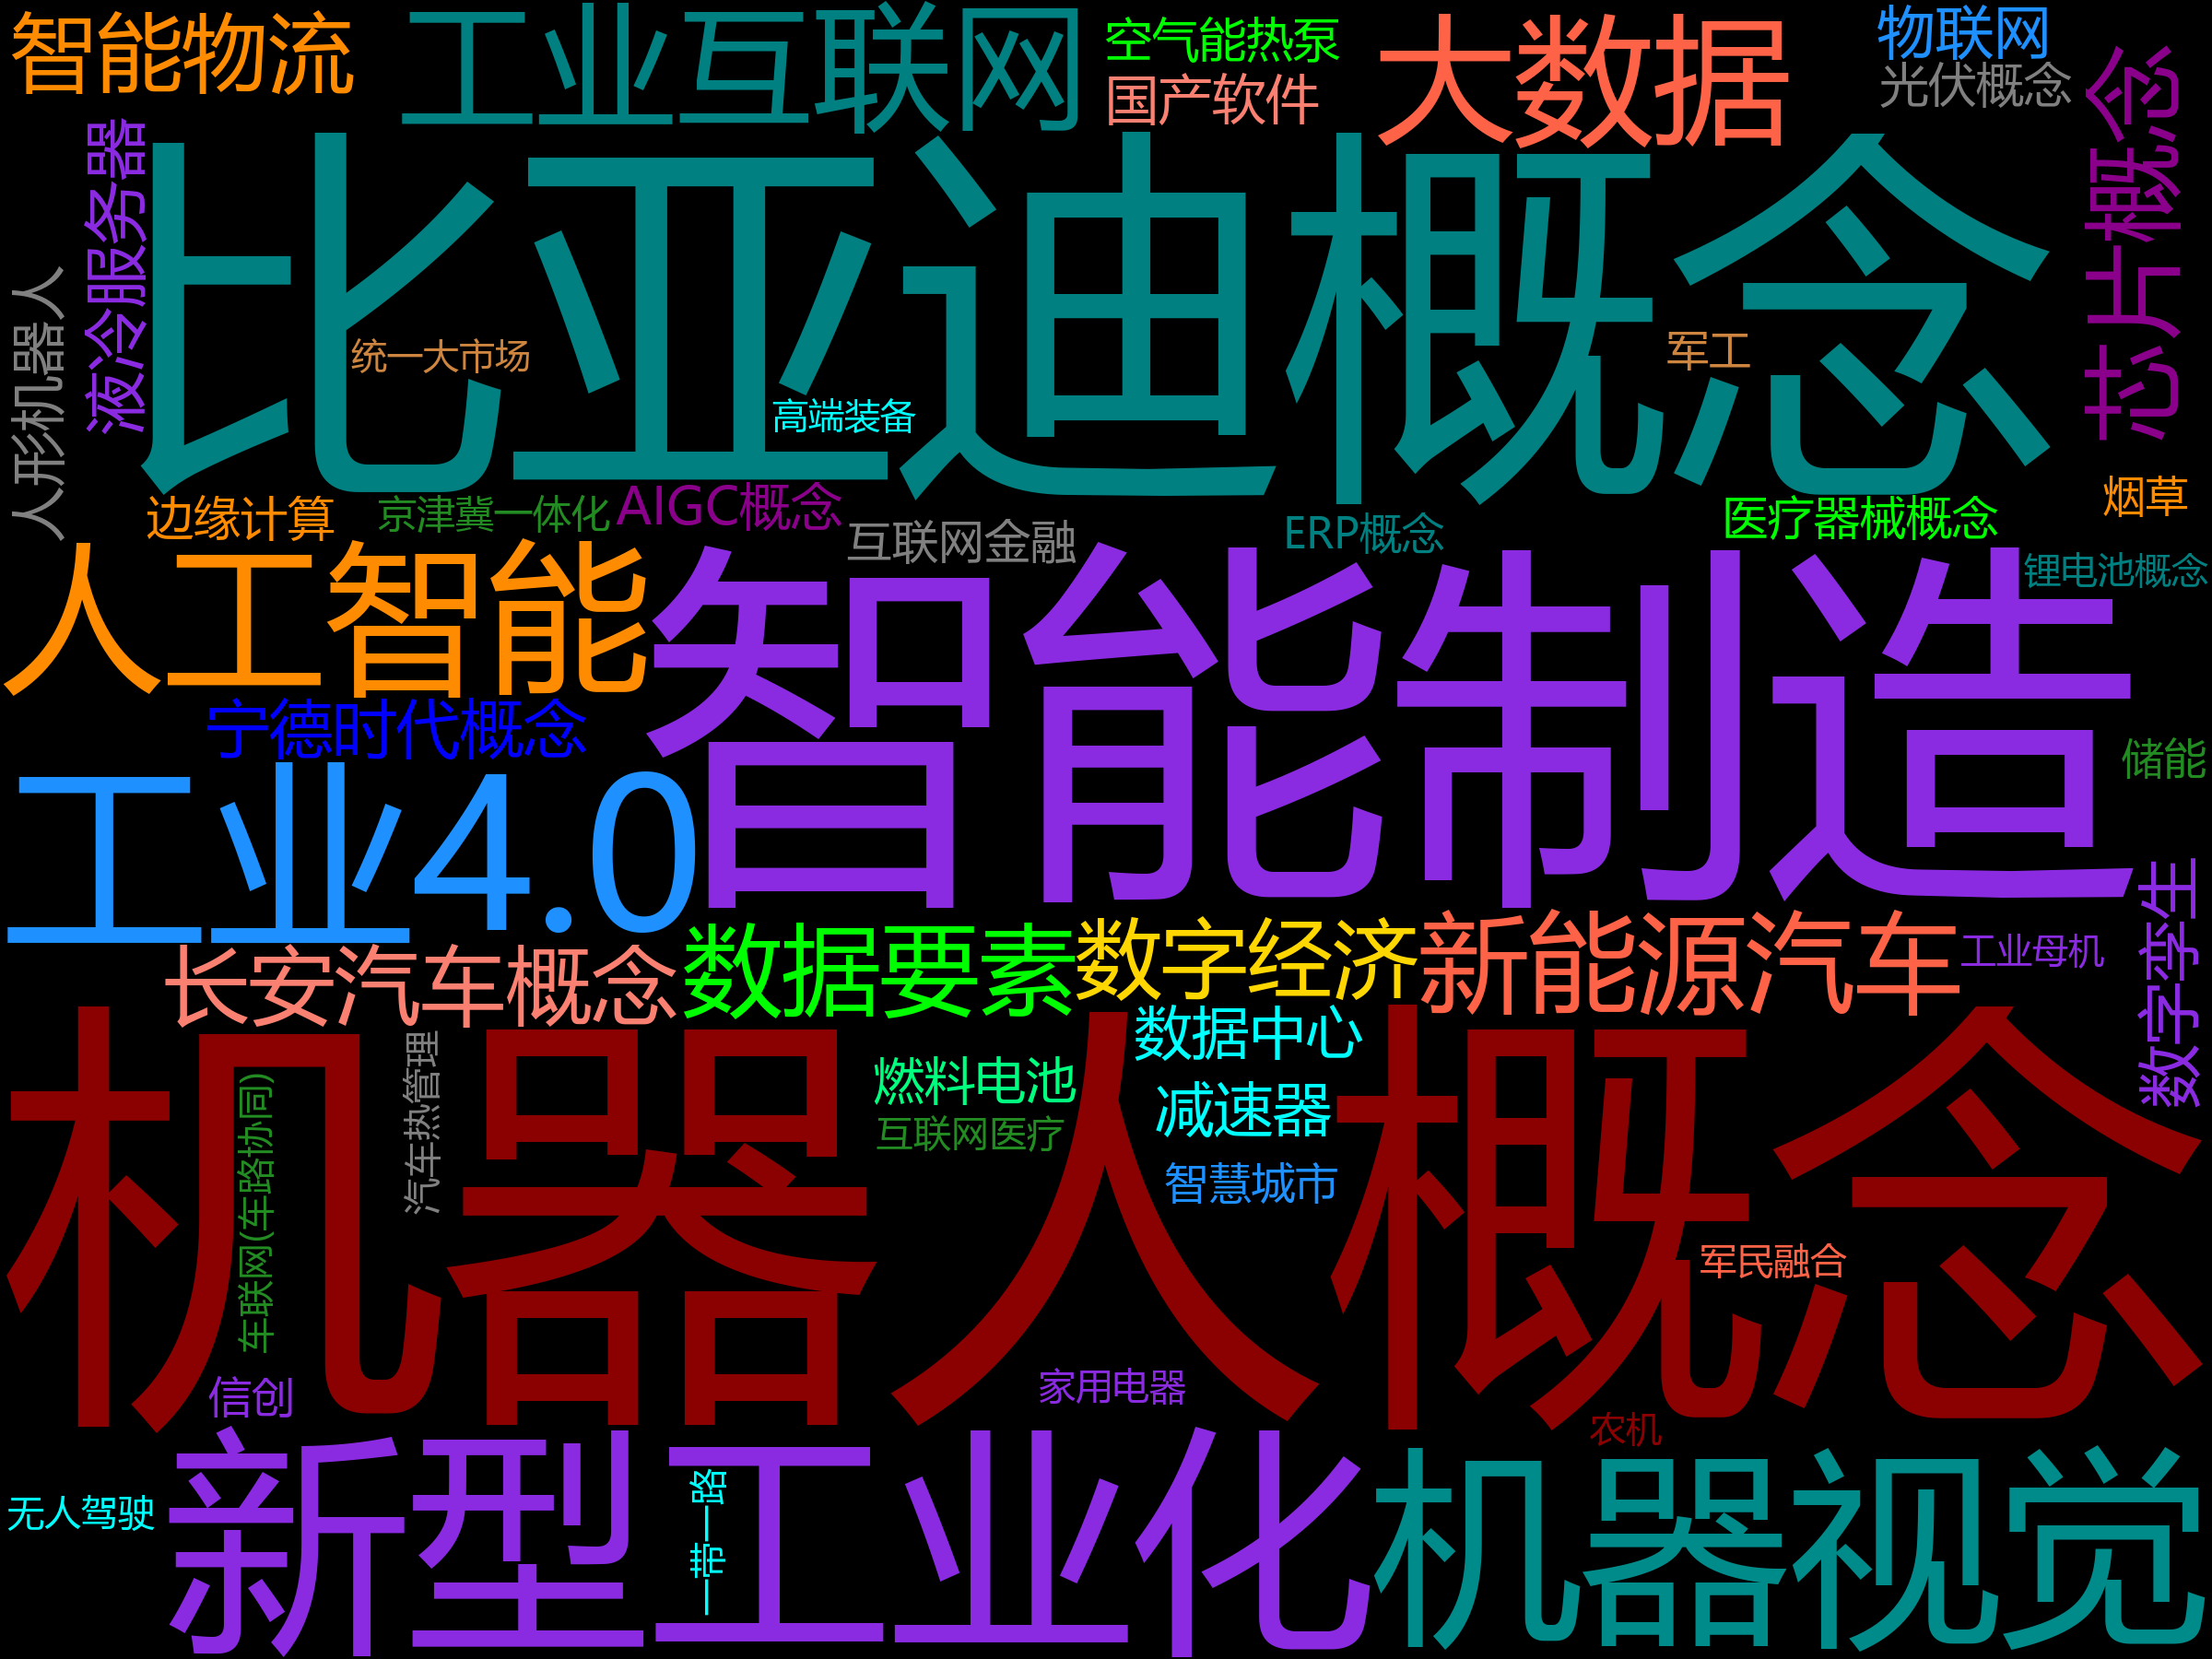 智能物流
工业互联网
空气能热泵
国产软件
大数据
物联网
光伏概念
芯片概念
液冷服务器
人形机器人
比亚迪概念
统一大市场
高端装备
军工
烟草
边缘计算
京津冀一体化
AIGC概念
互联网金融
ERP概念
医疗器械概念
锂电池概念
人工智能
智能制造
宁德时代概念
储能
工业4.0
数字孪生
长安汽车概念
数据要素
数字经济
新能源汽车
工业母机
机器人概念
数据中心
燃料电池
减速器
互联网医疗
智慧城市
汽车热管理
车联网(车路协同)
军民融合
信创
家用电器
农机
新型工业化
机器视觉
无人驾驶
一带一路